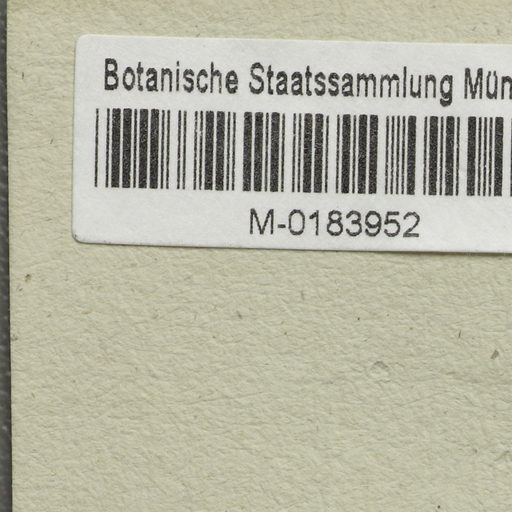 Botanische Staatssammlung Mün
M-0183952